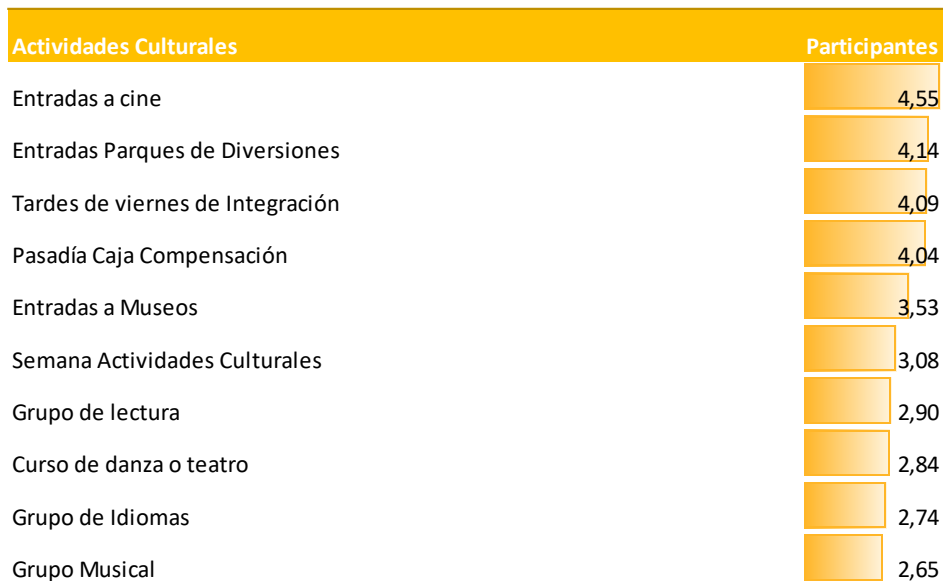 Actividades Culturales Participantes
Entradas a cine 4,55
Entradas Parques de Diversiones 4,14
Tardes de viernes de Integración 4,09
Pasadía Caja Compensación 4,04
Entradas a Museos 3,53
Semana Actividades Culturales 3,08
Grupo de lectura 2,90
Curso de danza o teatro 2,84
Grupo de Idiomas 2,74
Grupo Musical 2,65